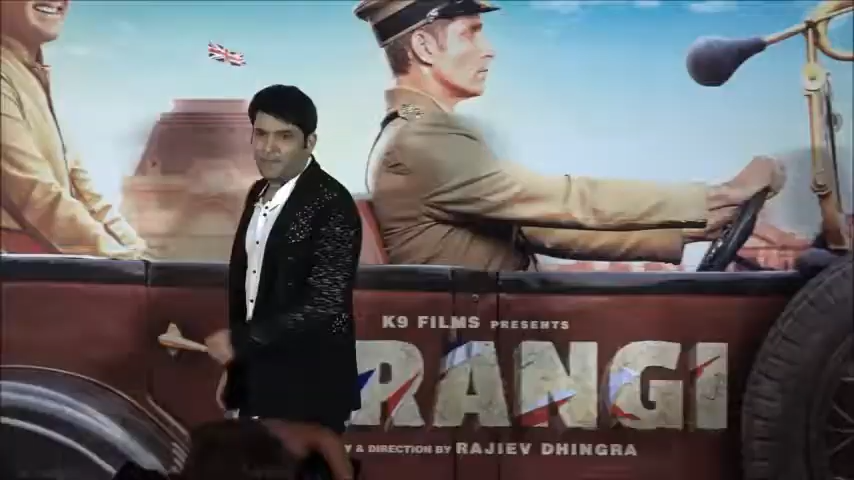 K9 FILMS PRESENTS
RANGI
Y & DIRECTION BY RAJIEV DHINGRA